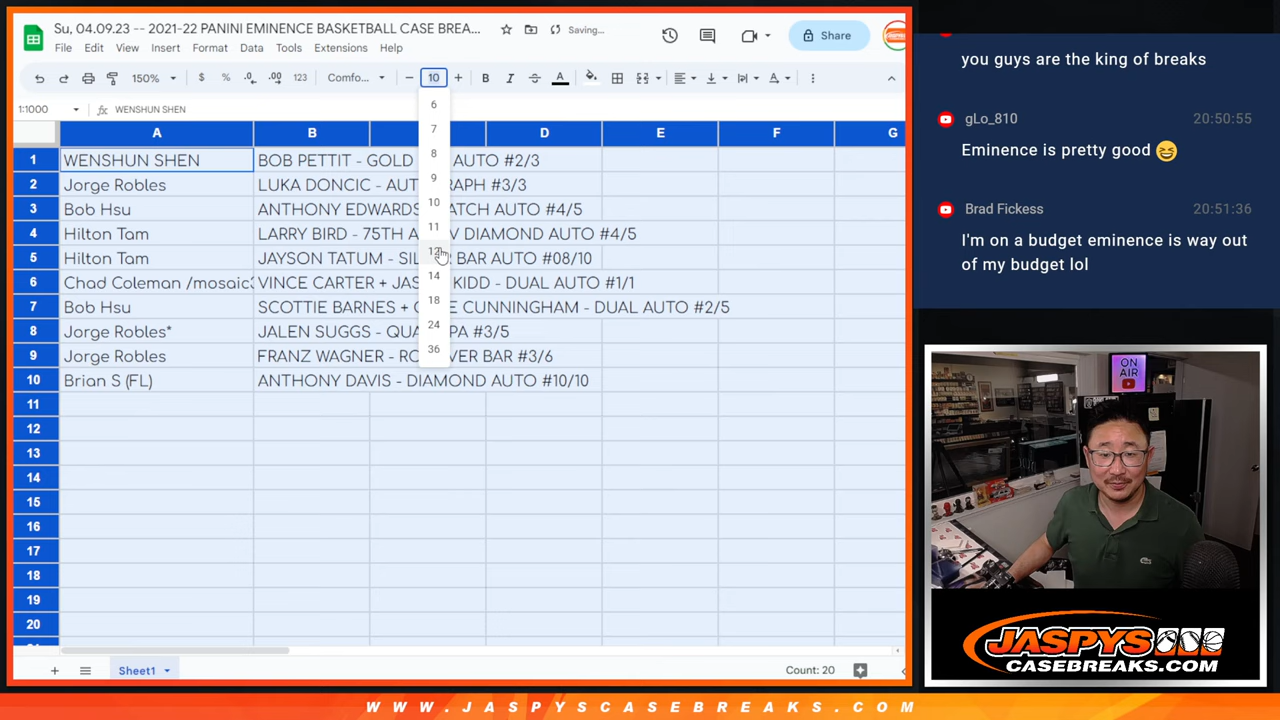 Su, 04.09.23 -- 2021-22 PANINI EMINENCE BASKETBALL CASE BREA...
Saving...
Share
File Edit View Insert Format Data Tools Extensions Help
150% $ % .0 .00 123 Comfo... 10 B I A
1:1000 fx WENSHUN SHEN
A B D E F G
1 WENSHUN SHEN BOB PETTIT - GOLD AUTO #2/3
2 Jorge Robles LUKA DONCIC - AUT RAPH #3/3
3 Bob Hsu ANTHONY EDWARDS ATCH AUTO #4/5
4 Hilton Tam LARRY BIRD - 75TH A V DIAMOND AUTO #4/5
5 Hilton Tam JAYSON TATUM - SIL R BAR AUTO #08/10
6 Chad Coleman /mosaic3 VINCE CARTER + JAS KIDD - DUAL AUTO #1/1
7 Bob Hsu SCOTTIE BARNES + C E CUNNINGHAM - DUAL AUTO #2/5
8 Jorge Robles* JALEN SUGGS - QUA PA #3/5
9 Jorge Robles FRANZ WAGNER - RO VER BAR #3/6
10 Brian S (FL) ANTHONY DAVIS - DIAMOND AUTO #10/10
11
12
13
14
15
16
17
18
19
20
6
7
8
9
10
11
12
14
18
24
36
Sheet1
Count: 20
you guys are the king of breaks
gLo_810 20:50:55
Eminence is pretty good
Brad Fickess 20:51:36
I'm on a budget eminence is way out
of my budget lol
ON
AIR
JASPYS
CASEBREAKS.COM
WWW.JASPYSCASEBREAKS.COM